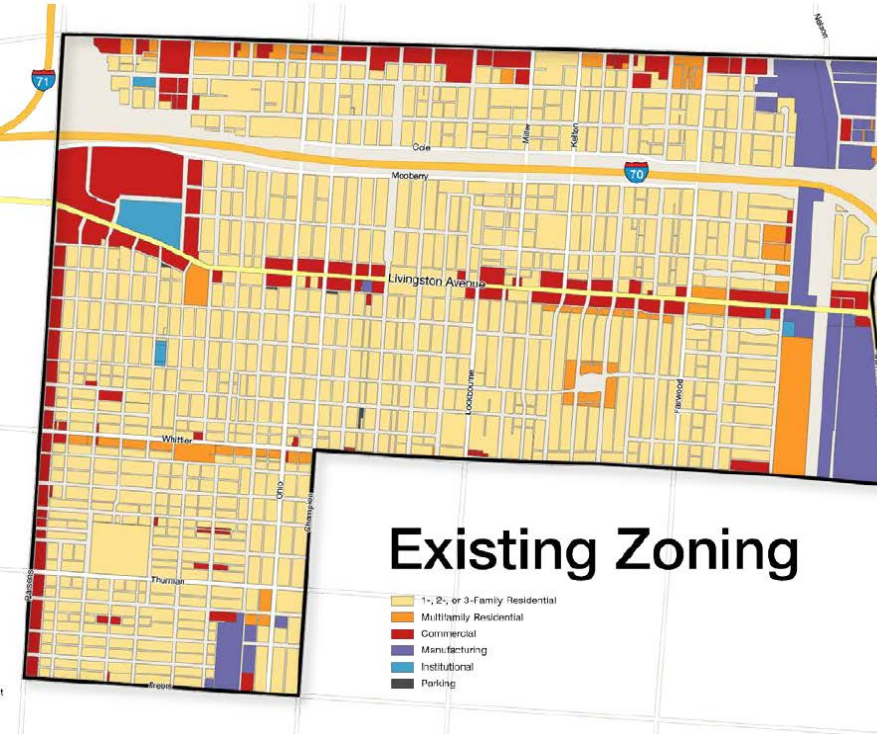 Nelson
71
Miller
Kelton
Cole
Mooberry
70
Livingston Avenue
Lockbourne
Fairwood
Whittier
Ohio
Champion
Existing Zoning
Parsons
Thurman
1-, 2-, or 3-Family Residential
Multifamily Residential
Commercial
Manufacturing
Institutional
Parking
t